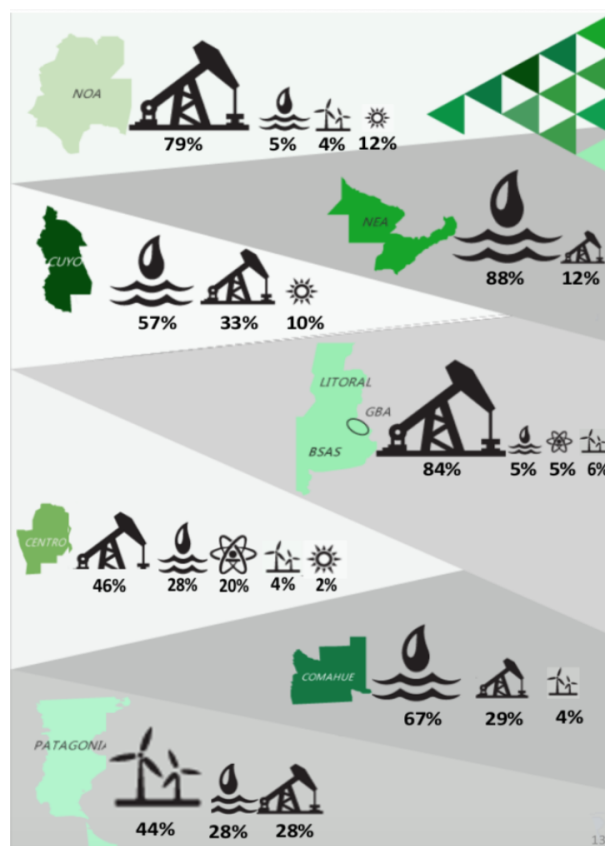 NOA
79%
5%
4%
12%
NEA
88%
12%
CUYO
57%
33%
10%
LITORAL
GBA
BSAS
84%
5%
5%
6%
CENTRO
46%
28%
20%
4%
2%
COMAHUE
67%
29%
4%
PATAGONIA
44%
28%
28%
13